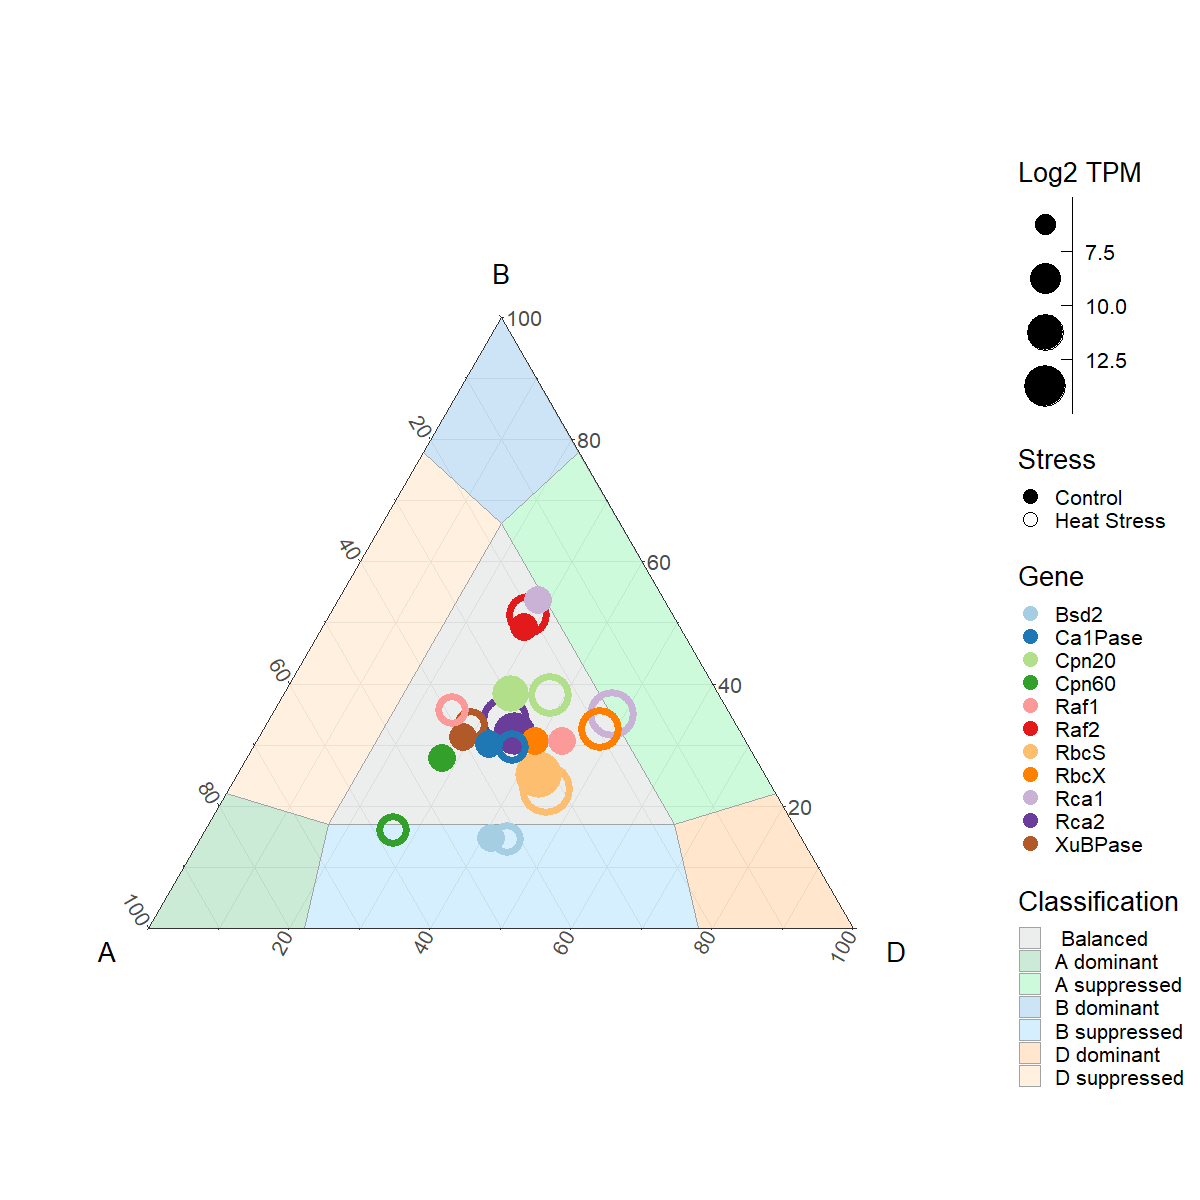 B
100
20
80
40
60
60
40
80
20
100
A
20
40
60
80
100
D
Log2 TPM
7.5
10.0
12.5
Stress
Control
Heat Stress
Gene
Bsd2
Ca1Pase
Cpn20
Cpn60
Raf1
Raf2
RbcS
RbcX
Rca1
Rca2
XuBPase
Classification
Balanced
A dominant
A suppressed
B dominant
B suppressed
D dominant
D suppressed